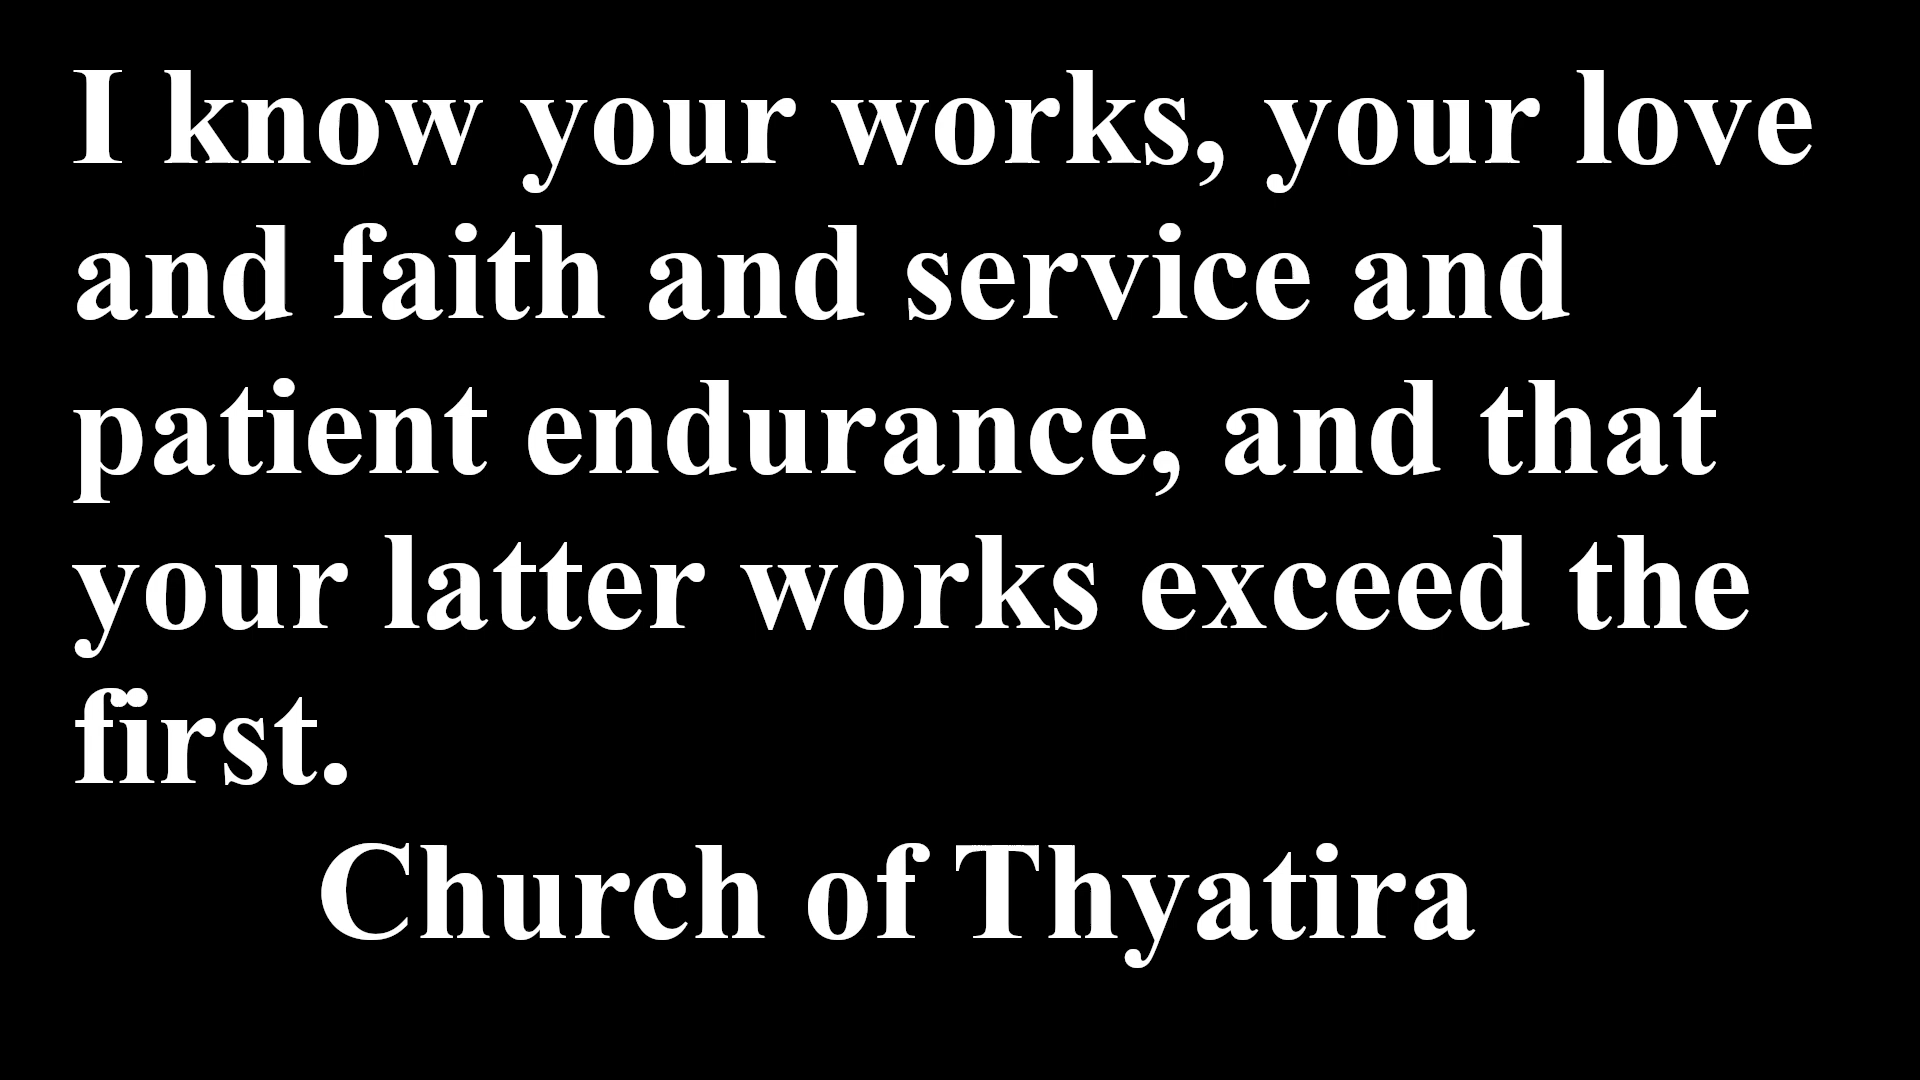 I know your works, your love
and faith and service and
patient endurance, and that
your latter works exceed the
first.
Church of Thyatira